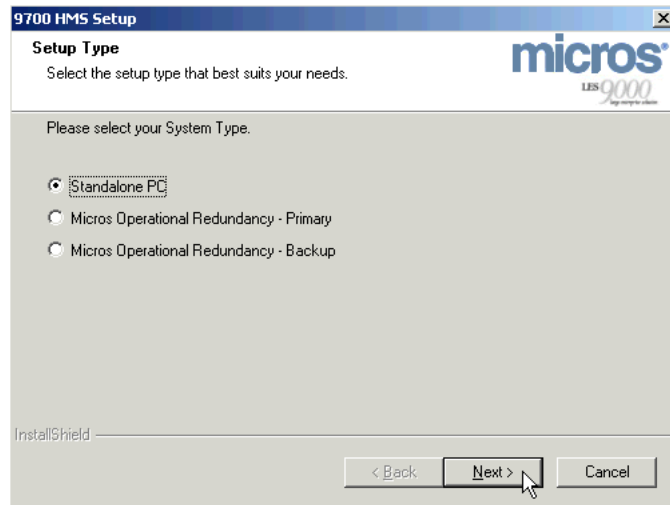 9700 HMS Setup
Setup Type
Select the setup type that best suits your needs.
micros
LES 9000
Please select your System Type.
Standalone PC
Micros Operational Redundancy - Primary
Micros Operational Redundancy - Backup
InstallShield
< Back
Next >
Cancel